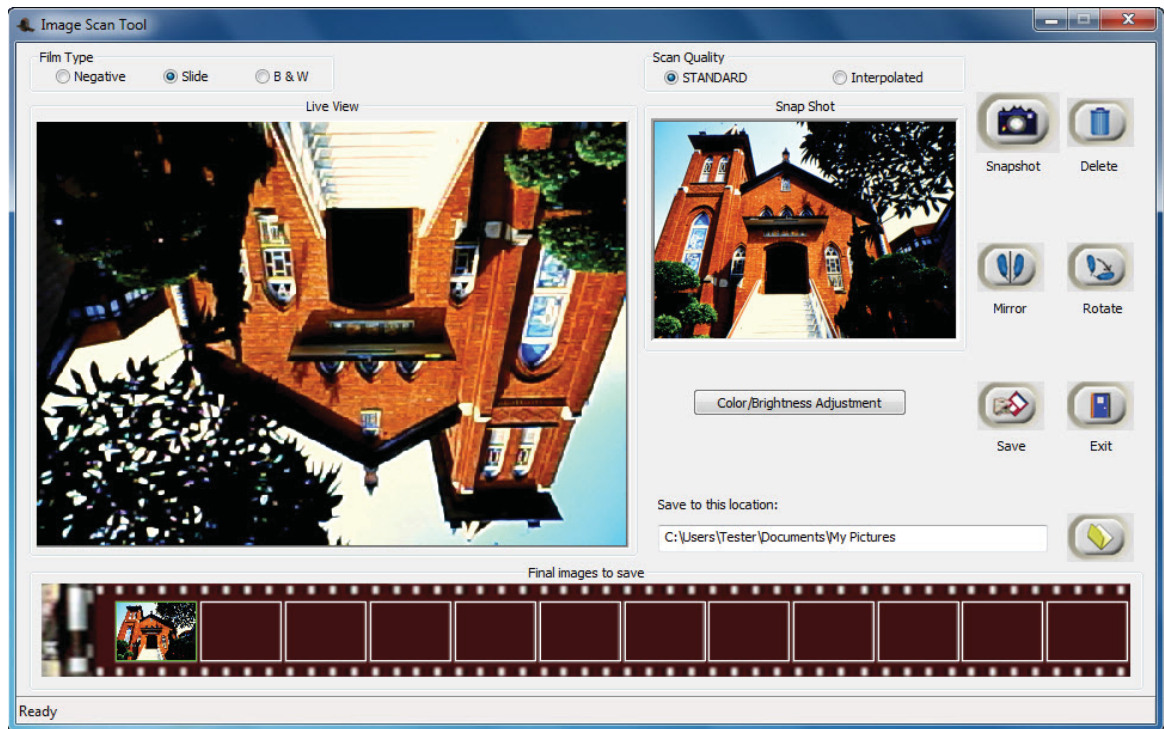 Image Scan Tool
Film Type
Negative Slide B & W
Scan Quality
STANDARD Interpolated
Live View
Snap Shot
Snapshot Delete
Mirror Rotate
Color/Brightness Adjustment
Save Exit
Save to this location:
C:\Users\Tester\Documents\My Pictures
Final images to save
Ready